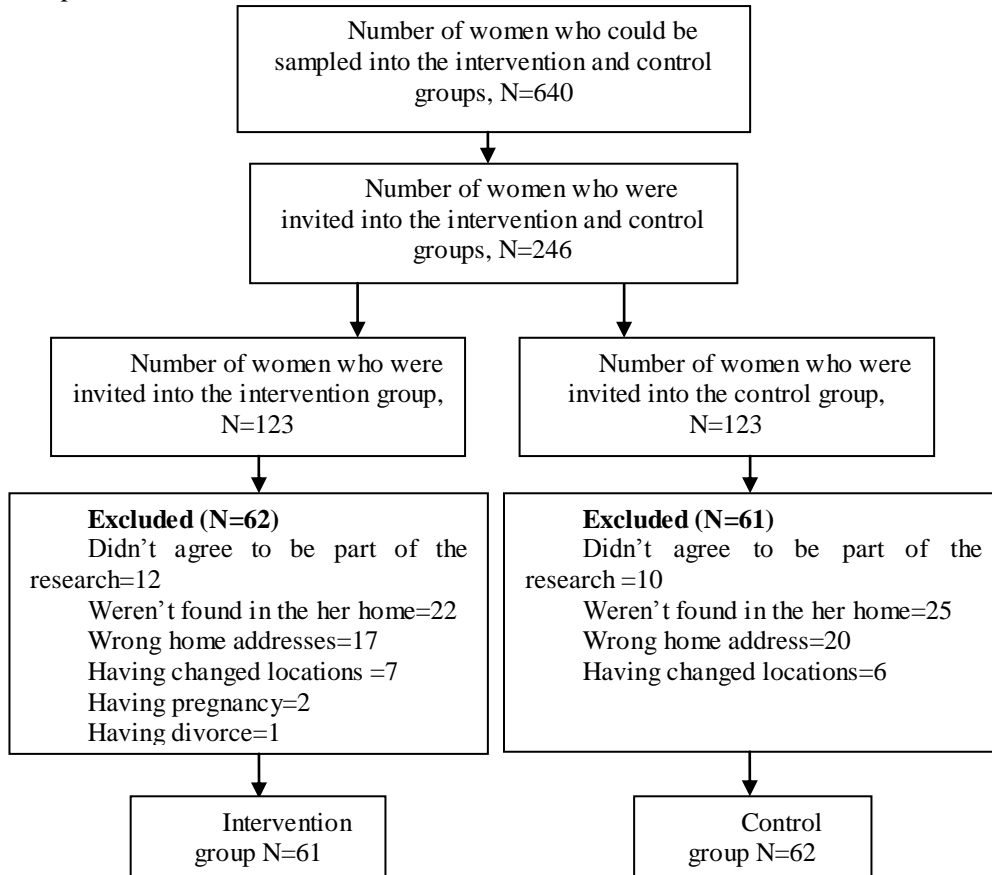 Number of women who could be
sampled into the intervention and control
groups, N=640
Number of women who were
invited into the intervention and control
groups, N=246
Number of women who were
invited into the intervention group,
N=123
Number of women who were
invited into the control group,
N=123
Excluded (N=62)
Didn’t agree to be part of the
research=12
Weren’t found in the her home=22
Wrong home addresses=17
Having changed locations =7
Having pregnancy=2
Having divorce=1
Excluded (N=61)
Didn’t agree to be part of the
research =10
Weren’t found in the her home=25
Wrong home address=20
Having changed locations=6
Intervention
group N=61
Control
group N=62